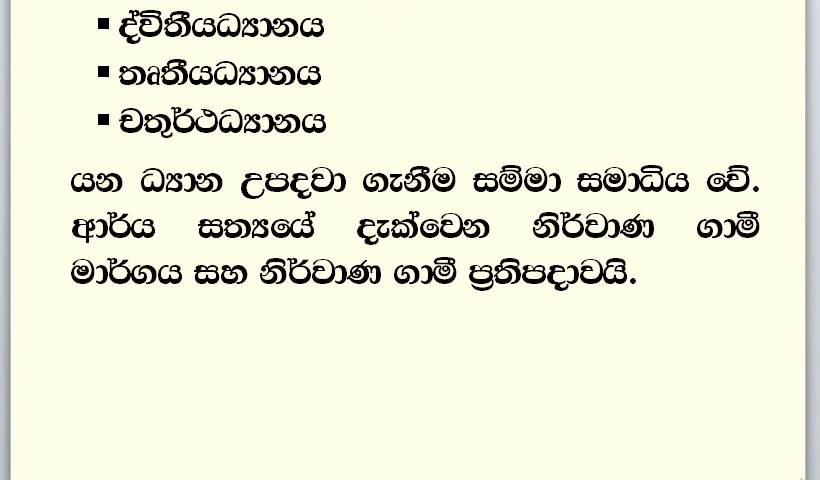 ▪ ද්විතීයධ්‍යානය
▪ තෘතීයධ්‍යානය
▪ චතුර්ථධ්‍යානය
යන ධ්‍යාන උපදවා ගැනීම සම්මා සමාධිය වේ.
ආර්ය සත්‍යයේ දැක්වෙන නිර්වාණ ගාමී
මාර්ගය සහ නිර්වාණ ගාමී ප්‍රතිපදාවයි.